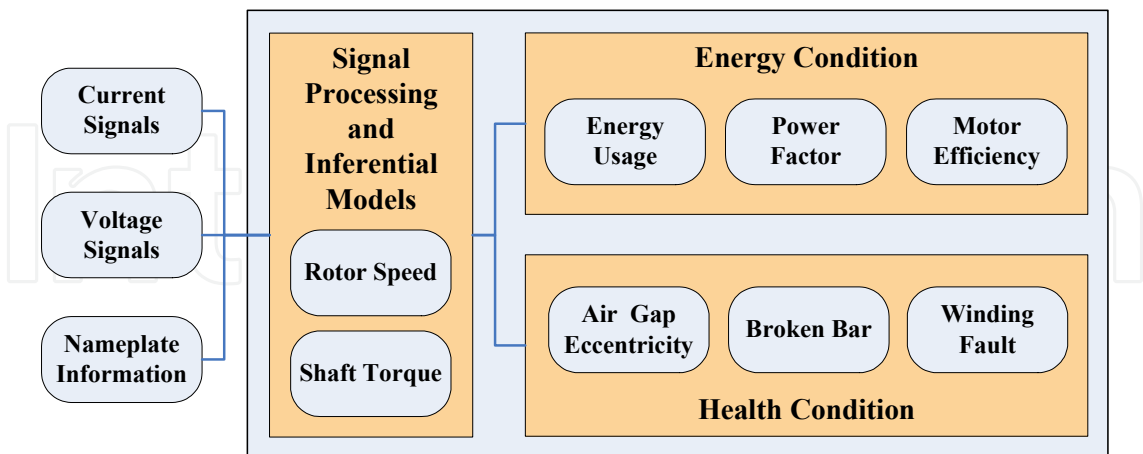 Current
Signals
Voltage
Signals
Nameplate
Information
Signal
Processing
and
Inferential
Models
Rotor Speed
Shaft Torque
Energy Condition
Energy
Usage
Power
Factor
Motor
Efficiency
Air Gap
Eccentricity
Broken Bar
Winding
Fault
Health Condition